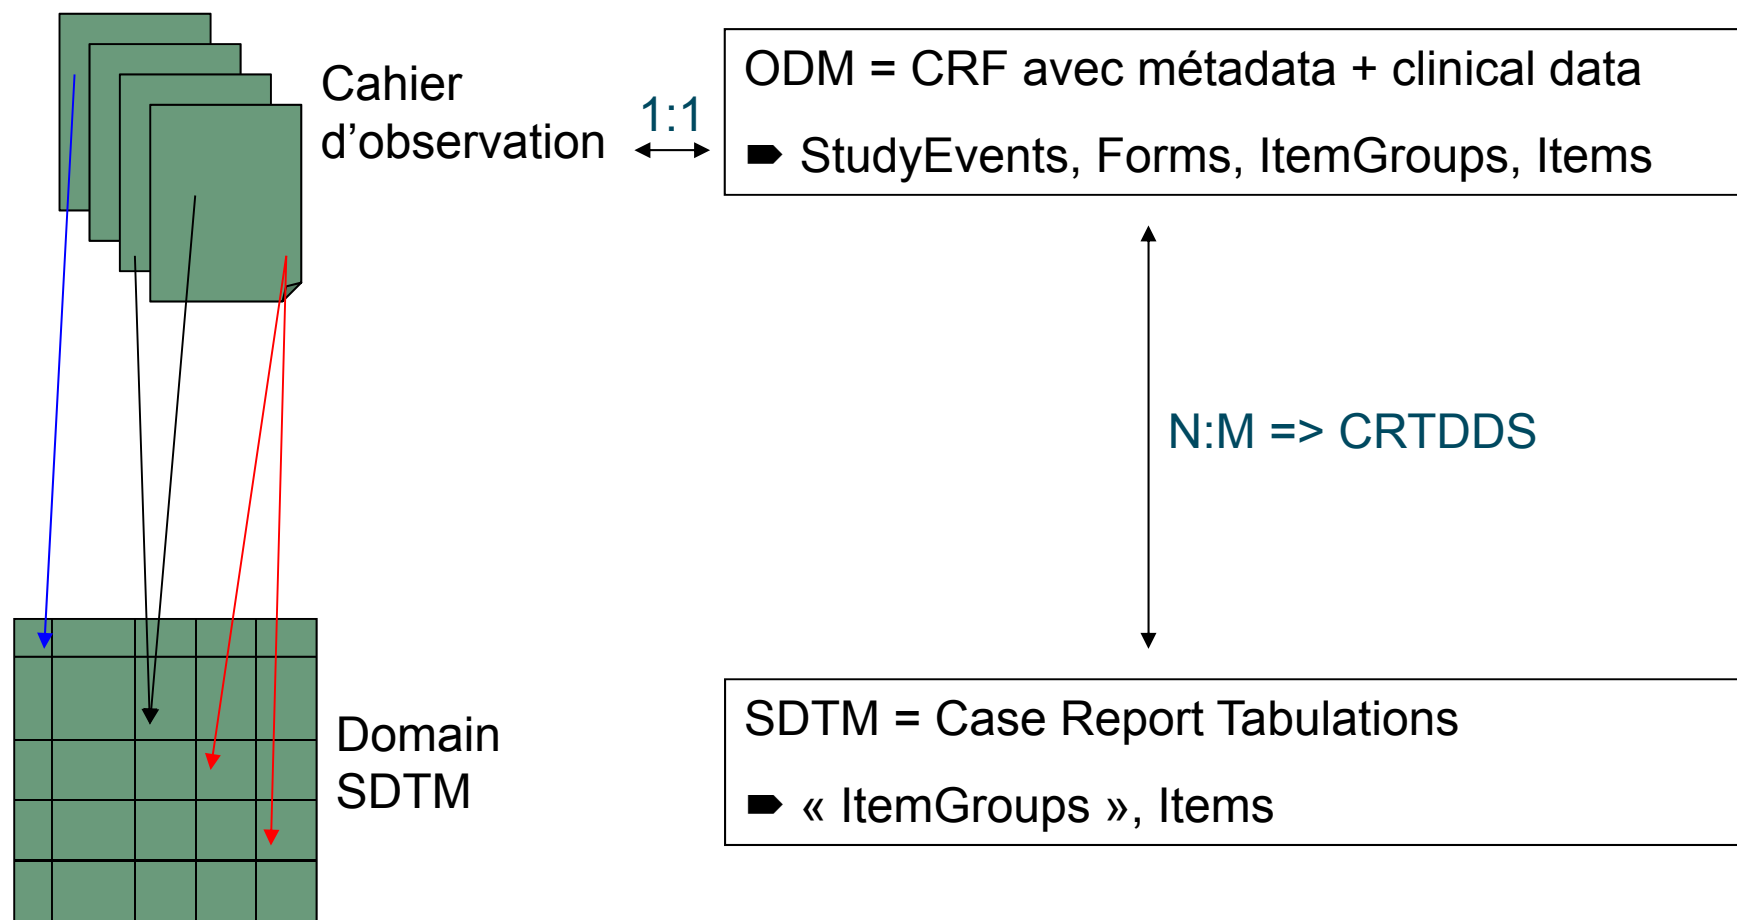 Cahier
d’observation
1:1
ODM = CRF avec métadata + clinical data
StudyEvents, Forms, ItemGroups, Items
N:M => CRTDDS
Domain
SDTM
SDTM = Case Report Tabulations
« ItemGroups », Items